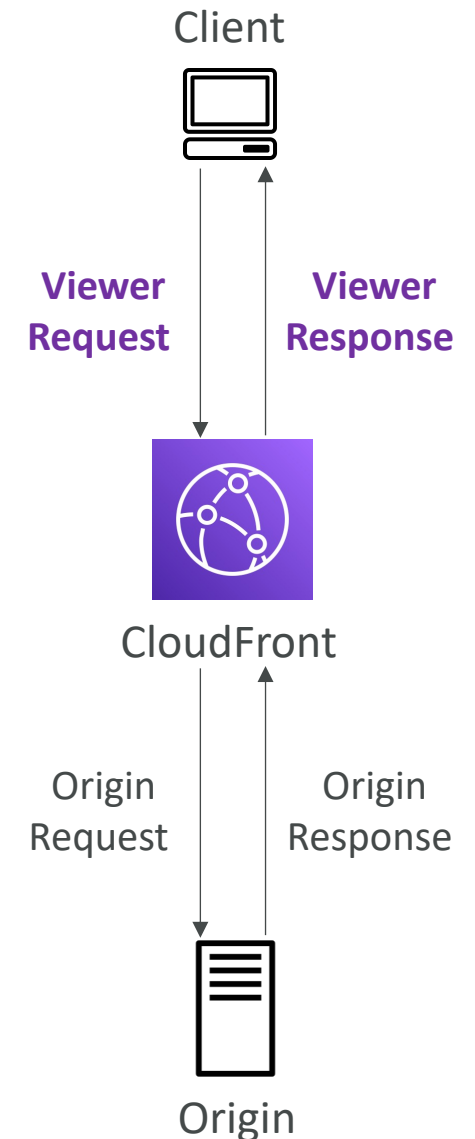 Client
Viewer
Request
Viewer
Response
CloudFront
Origin
Request
Origin
Response
Origin